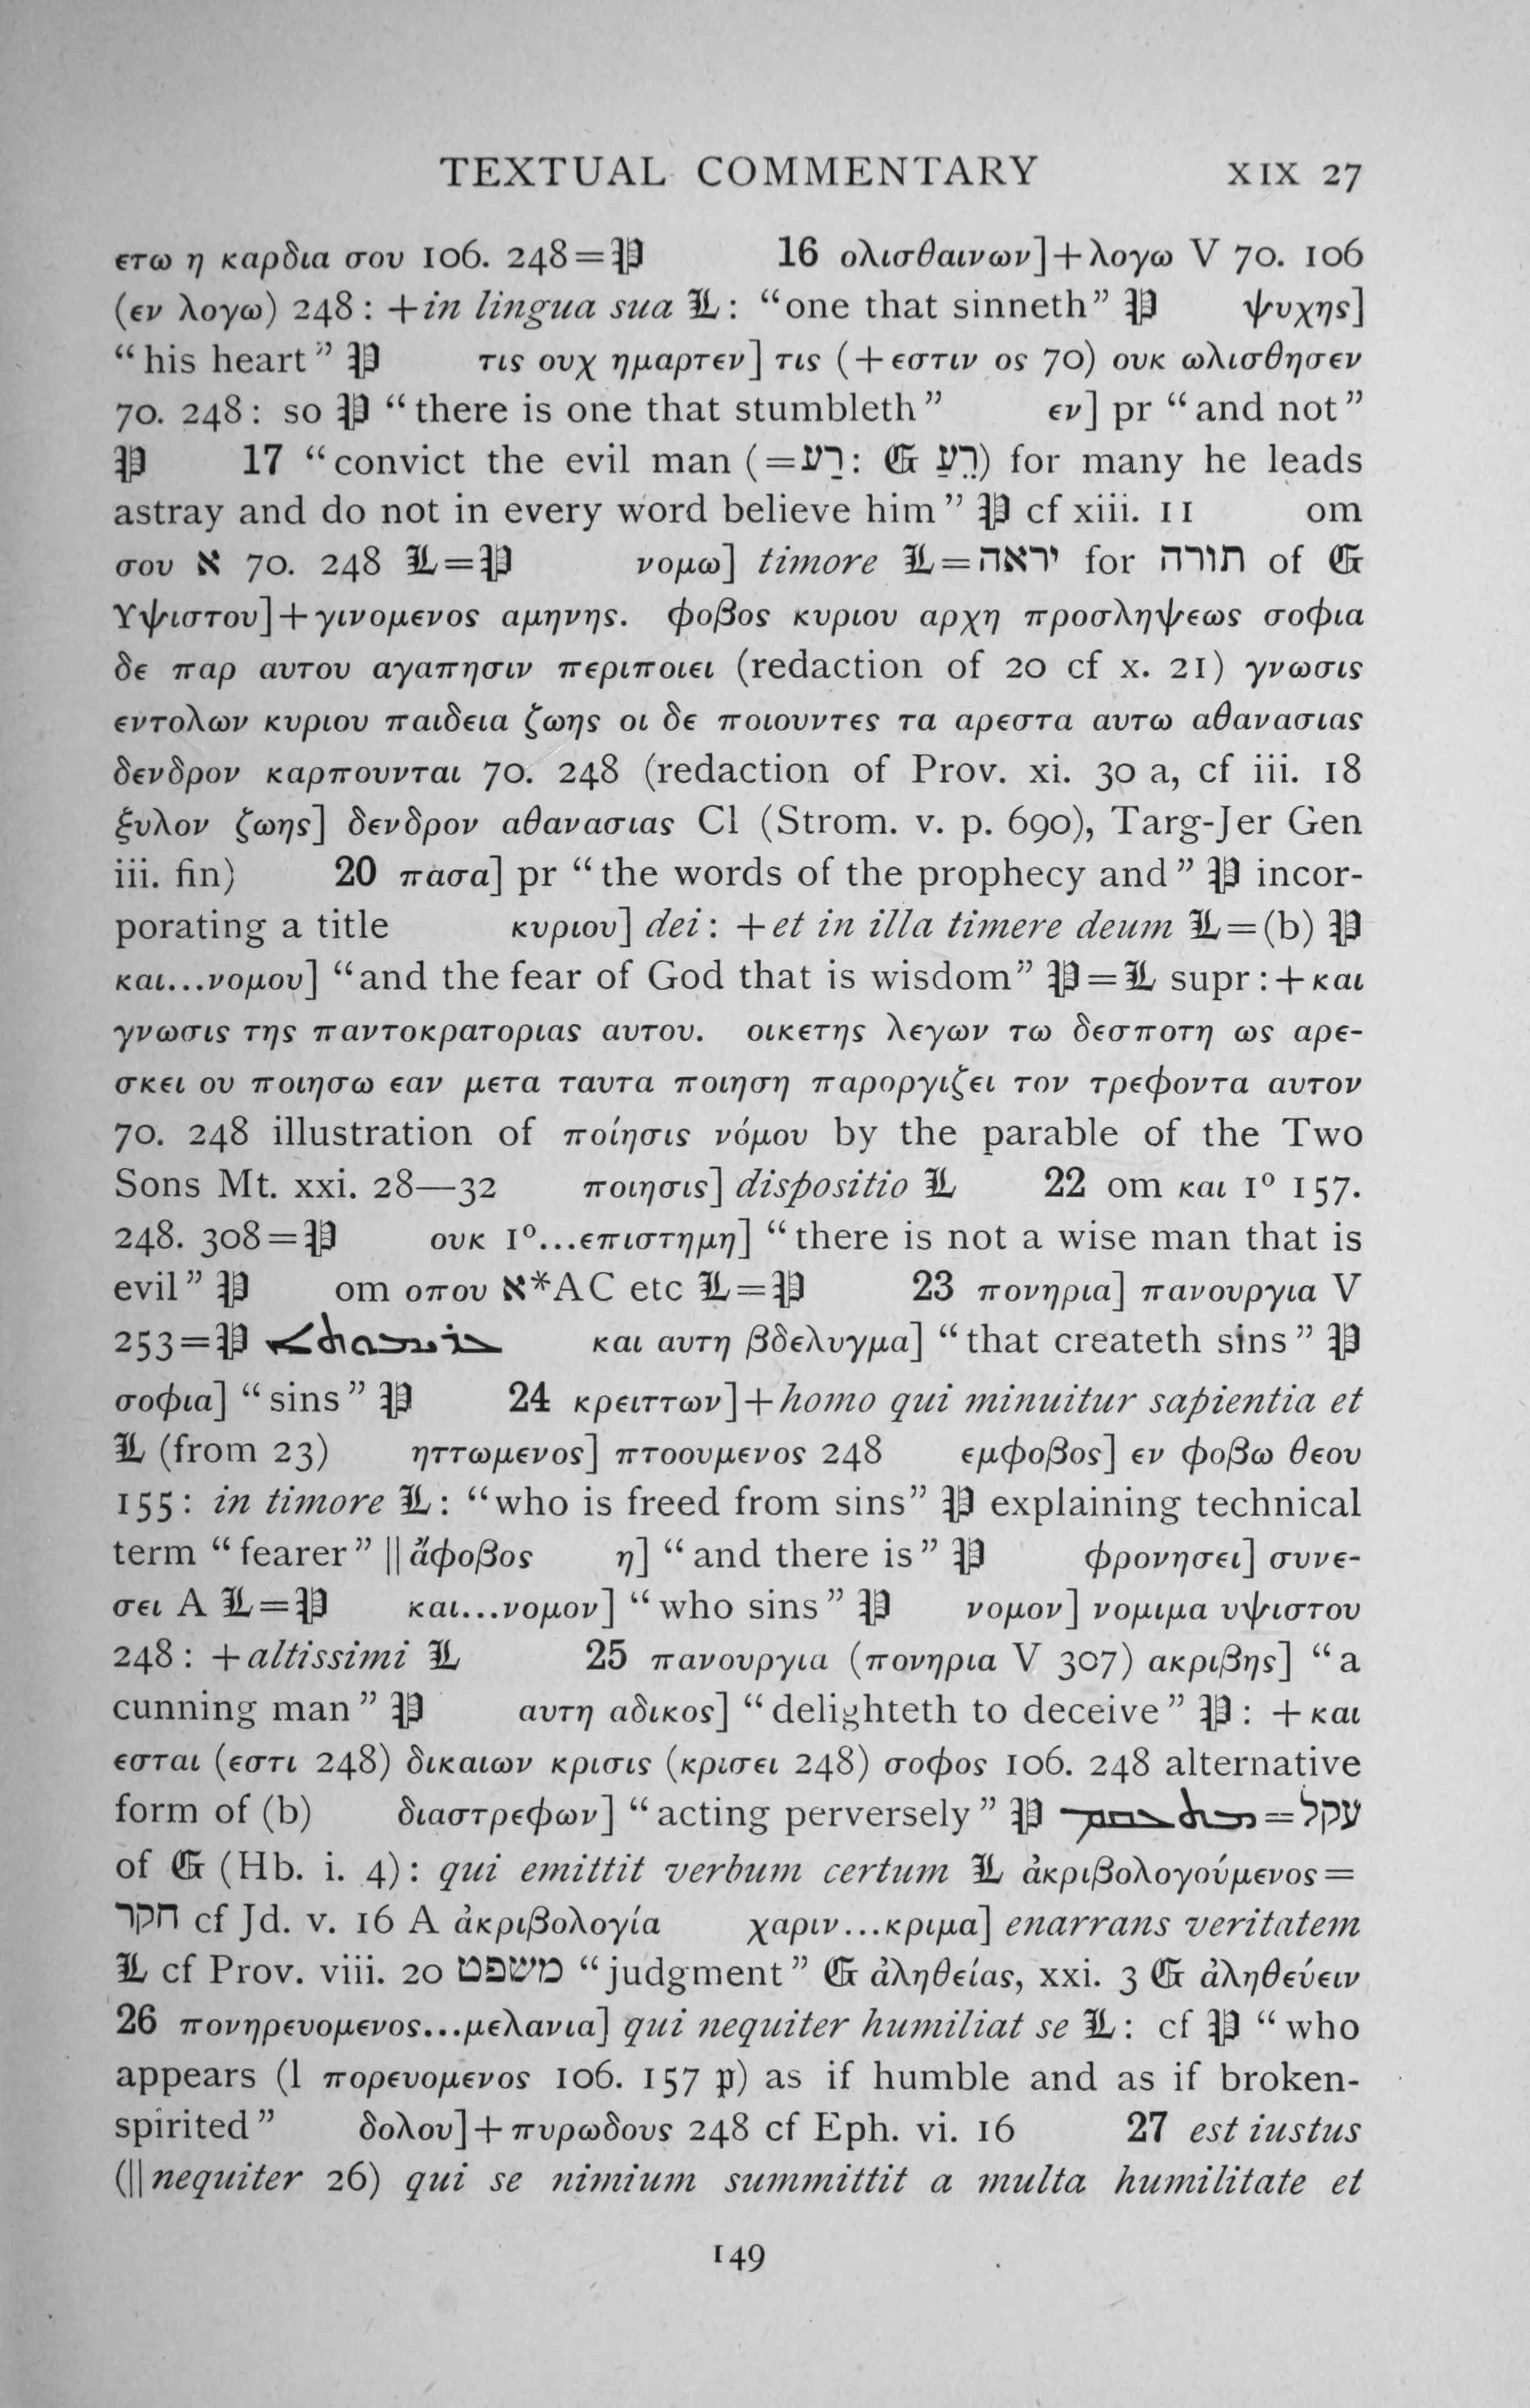 TEXTUAL COMMENTARY XIX 27
ετω η καρδια σου 106. 248=𝔓 16 ολισθαινων]+λογω V 70. 106
(εν λογω) 248 : +in lingua sua 𝔏: “one that sinneth” 𝔓 ψυχης]
“his heart” 𝔓 τις ουχ ημαρτεν] τις (+εστιν ος 70) ουκ ωλισθησεν
70. 248: so 𝔓 “there is one that stumbleth” εν] pr “and not”
𝔓 17 “convict the evil man (=רַע: 𝔊 רֵעַ) for many he leads
astray and do not in every word believe him” 𝔓 cf xiii. 11 om
σου א 70. 248 𝔏=𝔓 νομω] timore 𝔏=יראה for תורה of 𝔊
Υψιστου]+γινομενος αμηνης. φοβος κυριου αρχη προσληψεως σοφια
δε παρ αυτου αγαπησιν περιποιει (redaction of 20 cf x. 21) γνωσις
εντολων κυριου παιδεια ζωης οι δε ποιουντες τα αρεστα αυτω αθανασιας
δενδρον καρπουνται 70. 248 (redaction of Prov. xi. 30 a, cf iii. 18
ξυλον ζωης] δενδρον αθανασιας Cl (Strom. v. p. 690), Targ-Jer Gen
iii. fin) 20 πασα] pr “the words of the prophecy and” 𝔓 incor-
porating a title κυριου] dei: +et in illa timere deum 𝔏=(b) 𝔓
και...νομου] “and the fear of God that is wisdom” 𝔓=𝔏 supr:+και
γνωσις της παντοκρατοριας αυτου. οικετης λεγων τω δεσποτη ως αρε-
σκει ου ποιησω εαν μετα ταυτα ποιηση παροργιζει τον τρεφοντα αυτον
70. 248 illustration of ποίησις νόμου by the parable of the Two
Sons Mt. xxi. 28—32 ποιησις] dispositio 𝔏 22 om και 1º 157.
248. 308=𝔓 ουκ 1º...επιστημη] “there is not a wise man that is
evil” 𝔓 om οπου א*AC etc 𝔏=𝔓 23 πονηρια] πανουργια V
253=𝔓 και αυτη βδελυγμα] “that createth sins” 𝔓
σοφια] “sins” 𝔓 24 κρειττων]+homo qui minuitur sapientia et
𝔏 (from 23) ηττωμενος] πτοουμενος 248 εμφοβος] εν φοβω θεου
155: in timore 𝔏: “who is freed from sins” 𝔓 explaining technical
term “fearer” || ἄφοβος η] “and there is” 𝔓 φρονησει] συνε-
σει A 𝔏=𝔓 και...νομον] “who sins” 𝔓 νομον] νομιμα υψιστου
248: +altissimi 𝔏 25 πανουργια (πονηρια V 307) ακριβης] “a
cunning man” 𝔓 αυτη αδικος] “delighteth to deceive” 𝔓: +και
εσται (εστι 248) δικαιων κρισις (κρισει 248) σοφος 106. 248 alternative
form of (b) διαστρεφων] “acting perversely” 𝔓 =עקל
of 𝔊 (Hb. i. 4): qui emittit verbum certum 𝔏 ἀκριβολογούμενος=
חקר cf Jd. v. 16 A ἀκριβολογία χαριν...κριμα] enarrans veritatem
𝔏 cf Prov. viii. 20 משפט “judgment” 𝔊 ἀληθείας, xxi. 3 𝔊 ἀληθεύειν
26 πονηρευομενος...μελανια] qui nequiter humiliat se 𝔏: cf 𝔓 “who
appears (l πορευομενος 106. 157 p) as if humble and as if broken-
spirited” δολου]+πυρωδους 248 cf Eph. vi. 16 27 est iustus
(||nequiter 26) qui se nimium summittit a multa humilitate et
149